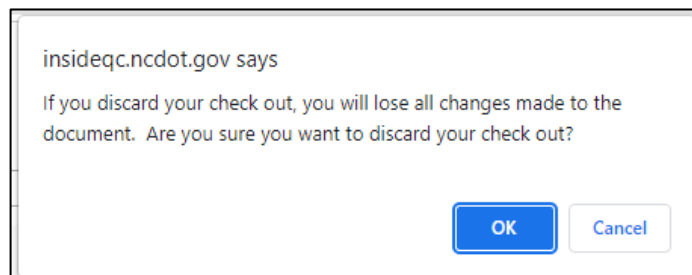 insideqc.ncdot.gov says
If you discard your check out, you will lose all changes made to the
document.  Are you sure you want to discard your check out?
OK
Cancel